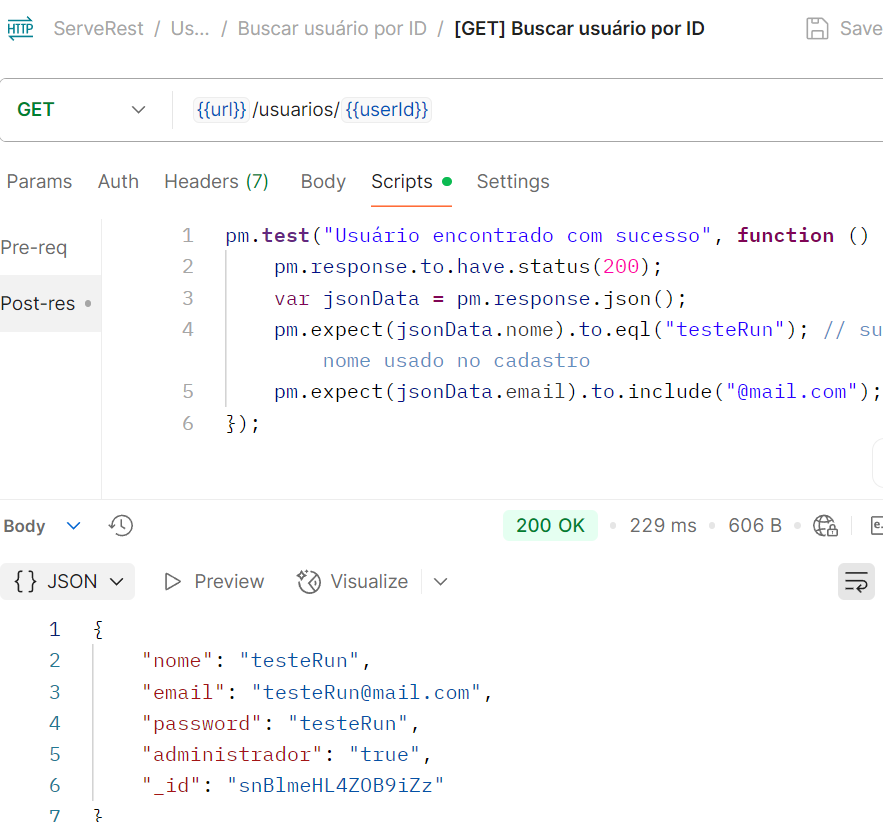 HTTP ServeRest / Us... / Buscar usuário por ID / [GET] Buscar usuário por ID Save
GET {{url}} /usuarios/ {{userId}}
Params Auth Headers (7) Body Scripts Settings
Pre-req
Post-res
1 pm.test("Usuário encontrado com sucesso", function ()
2 pm.response.to.have.status(200);
3 var jsonData = pm.response.json();
4 pm.expect(jsonData.nome).to.eql("testeRun"); // su
nome usado no cadastro
5 pm.expect(jsonData.email).to.include("@mail.com");
6 });
Body 200 OK 229 ms 606 B e.
{} JSON Preview Visualize
1 {
2 "nome": "testeRun",
3 "email": "testeRun@mail.com",
4 "password": "testeRun",
5 "administrador": "true",
6 "_id": "snBlmeHL4ZOB9iZz"
7 }